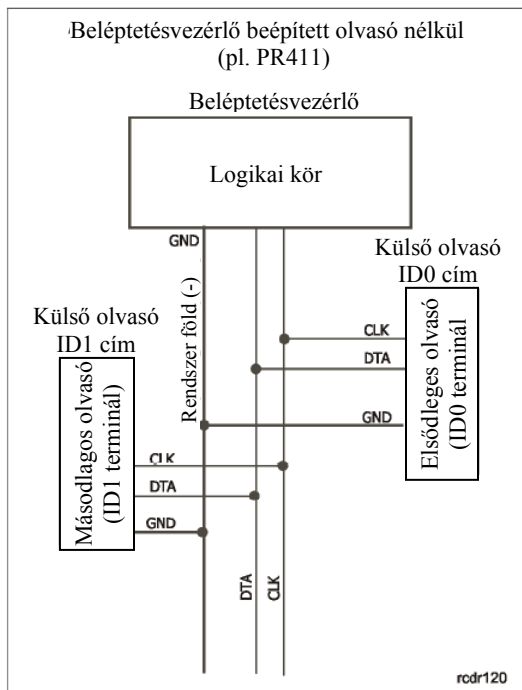 Beléptetésvezérlő beépített olvasó nélkül
(pl. PR411)
Beléptetésvezérlő
Logikai kör
GND
Rendszer föld (-)
Külső olvasó
ID0 cím
CLK
DTA
GND
Elsődleges olvasó
(ID0 terminál
Külső olvasó
ID1 cím
Másodlagos olvasó
(ID1 terminál)
CLK
DTA
GND
DTA
CLK
rcdr120